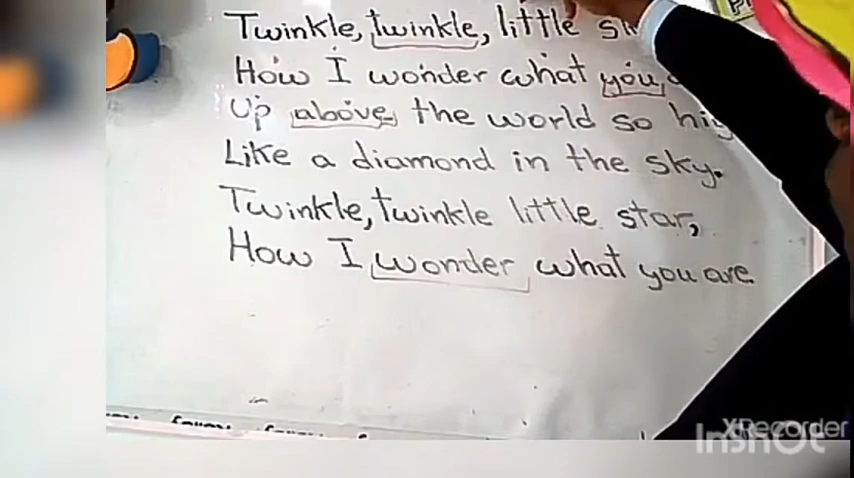 Twinkle, twinkle, little
How I wonder what you
Up above the world so
Like a diamond in the sky.
Twinkle, twinkle little star,
How I wonder what you are
XRecorder
InShOt